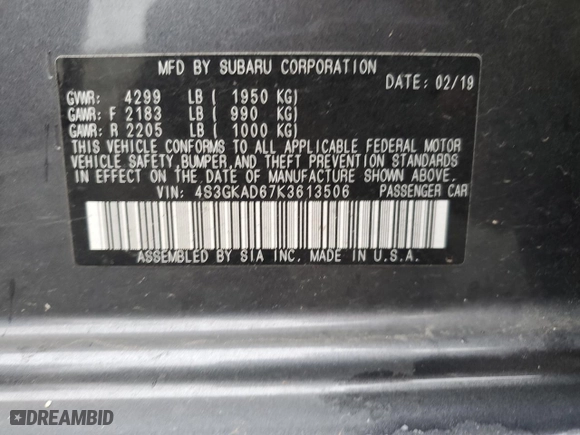 MFD BY SUBARU CORPORATION
DATE: 02/19
GVWR: 4299 LB ( 1950 KG)
GAWR: F 2183 LB ( 990 KG)
GAWR: R 2205 LB ( 1000 KG)
THIS VEHICLE CONFORMS TO ALL APPLICABLE FEDERAL MOTOR
VEHICLE SAFETY, BUMPER, AND THEFT PREVENTION STANDARDS
IN EFFECT ON THE DATE OF MANUFACTURE SHOWN ABOVE.
VIN: 4S3GKAD67K3613506 PASSENGER CAR
ASSEMBLED BY SIA INC. MADE IN U.S.A.
DREAMBID